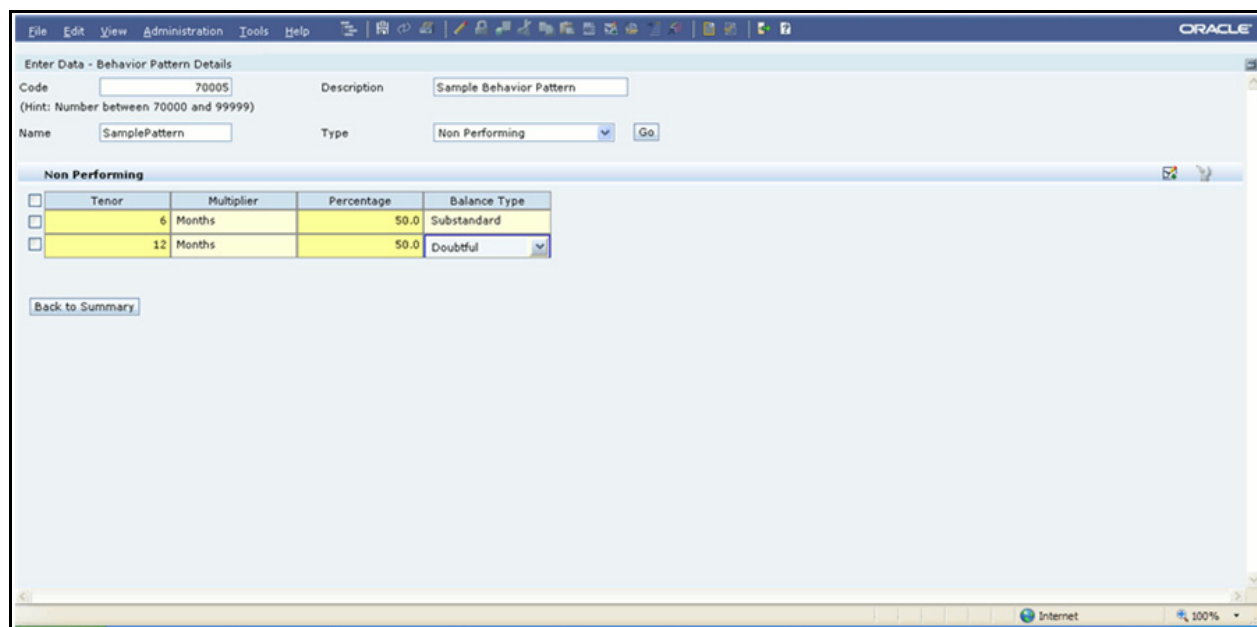 File Edit View Administration Tools Help ORACLE
Enter Data - Behavior Pattern Details
Code 70005 Description Sample Behavior Pattern
(Hint: Number between 70000 and 99999)
Name SamplePattern Type Non Performing Go
Non Performing
Tenor Multiplier Percentage Balance Type
6 Months 50.0 Substandard
12 Months 50.0 Doubtful
Back to Summary
Internet 100%